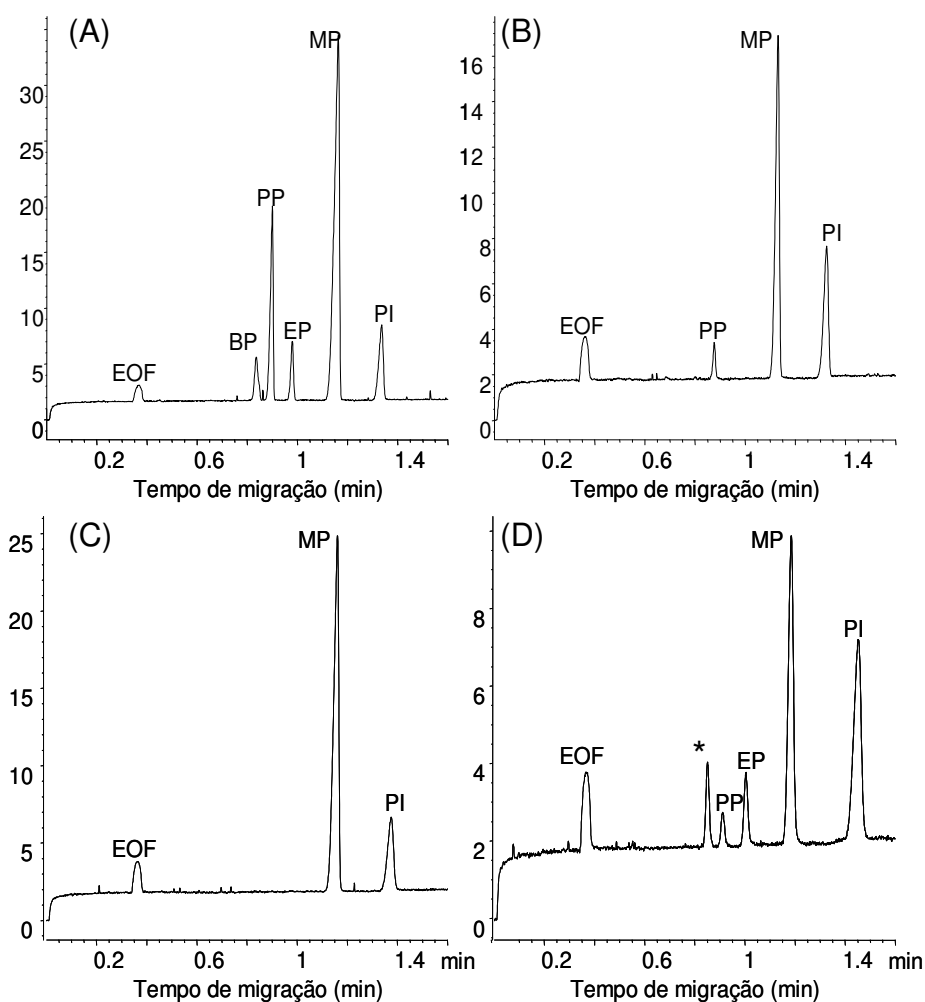 (A)
MP
30
25
20
PP
15
10
BP
EP
PI
5
EOF
0
0.2 0.6 1 1.4
Tempo de migração (min)
(B)
MP
16
14
12
10
8
PI
6
EOF
PP
4
2
0
0.2 0.6 1 1.4
Tempo de migração (min)
(C)
25
MP
20
15
10
PI
5
EOF
0
0.2 0.6 1 1.4 min
Tempo de migração (min)
(D)
MP
8
PI
6
*
EOF
EP
4
PP
2
0
0.2 0.6 1 1.4 min
Tempo de migração (min)